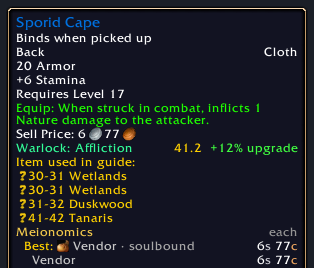 Sporid Cape
Binds when picked up
Back Cloth
20 Armor
+6 Stamina
Requires Level 17
Equip: When struck in combat, inflicts 1
Nature damage to the attacker.
Sell Price: 6 77
Warlock: Affliction 41.2 +12% upgrade
Item used in guide:
?30-31 Wetlands
?30-31 Wetlands
?31-32 Duskwood
?41-42 Tanaris
Meionomics each
Best: Vendor · soulbound 6s 77c
Vendor 6s 77c